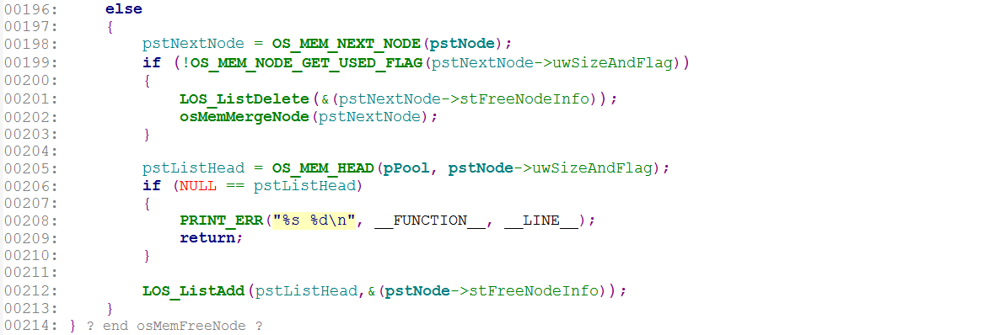 00196:     else
00197:     {
00198:         pstNextNode = OS_MEM_NEXT_NODE(pstNode);
00199:         if (!OS_MEM_NODE_GET_USED_FLAG(pstNextNode->uwSizeAndFlag))
00200:         {
00201:             LOS_ListDelete(&(pstNextNode->stFreeNodeInfo));
00202:             osMemMergeNode(pstNextNode);
00203:         }
00204:
00205:         pstListHead = OS_MEM_HEAD(pPool, pstNode->uwSizeAndFlag);
00206:         if (NULL == pstListHead)
00207:         {
00208:             PRINT_ERR("%s %d\n", __FUNCTION__, __LINE__);
00209:             return;
00210:         }
00211:
00212:         LOS_ListAdd(pstListHead,&(pstNode->stFreeNodeInfo));
00213:     }
00214: } ? end osMemFreeNode ?